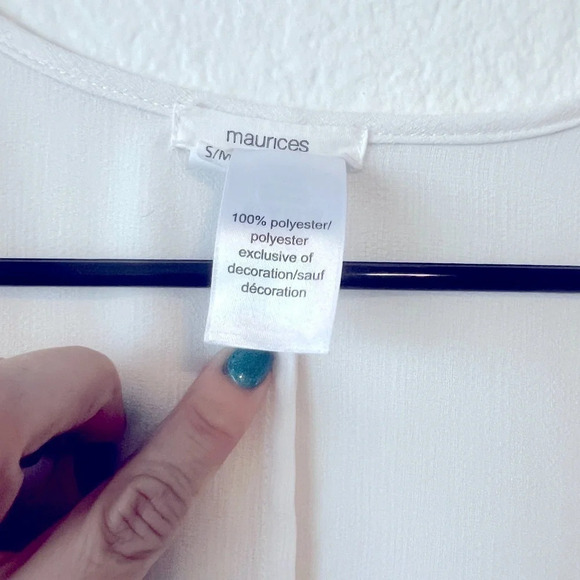 maurices
S/M
100% polyester/
polyester
exclusive of
decoration/sauf
décoration